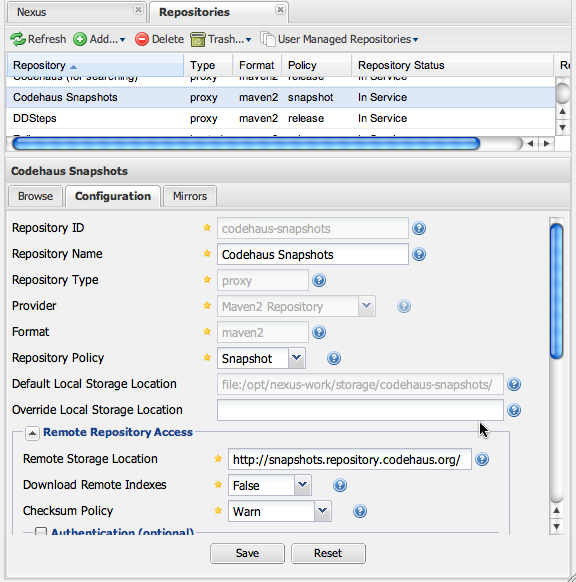 Nexus Repositories
Refresh Add... Delete Trash... User Managed Repositories
Repository Type Format Policy Repository Status Re
Codehaus (for searching) proxy maven2 release In Service
Codehaus Snapshots proxy maven2 snapshot In Service
DDSteps proxy maven2 release In Service
Codehaus Snapshots
Browse Configuration Mirrors
Repository ID codehaus-snapshots
Repository Name Codehaus Snapshots
Repository Type proxy
Provider Maven2 Repository
Format maven2
Repository Policy Snapshot
Default Local Storage Location file:/opt/nexus-work/storage/codehaus-snapshots/
Override Local Storage Location
Remote Repository Access
Remote Storage Location http://snapshots.repository.codehaus.org/
Download Remote Indexes False
Checksum Policy Warn
Authentication (optional)
Save Reset